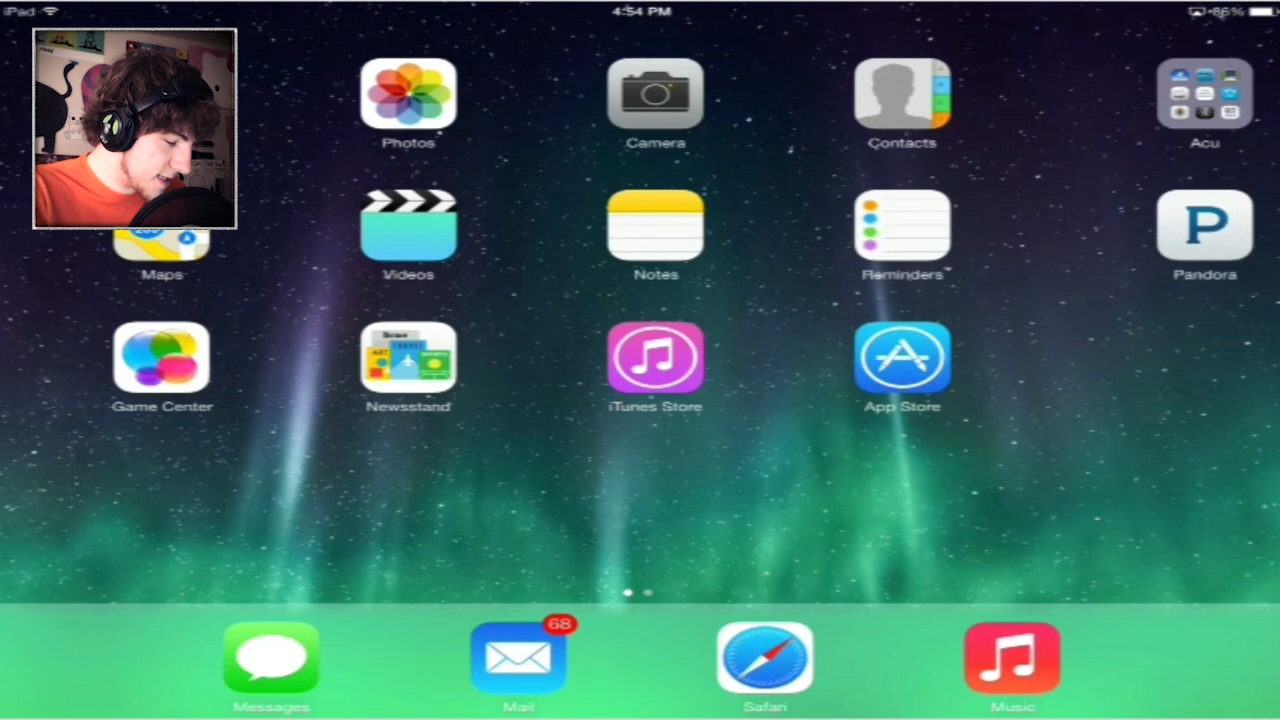 iPad 4:54 PM 86%
Photos Camera Contacts Acu
Maps Videos Notes Reminders Pandora
Game Center Newsstand iTunes Store App Store
68
Messages Mail Safari Music